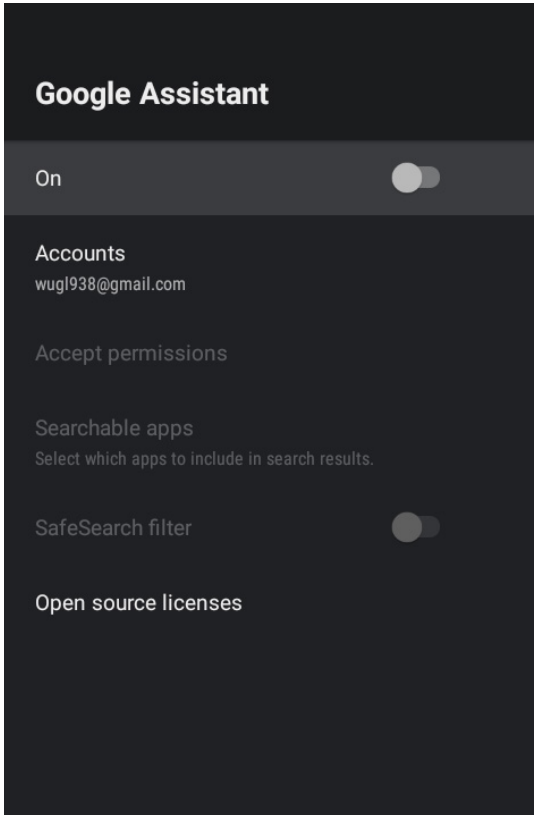 Google Assistant
On
Accounts
wugl938@gmail.com
Accept permissions
Searchable apps
Select which apps to include in search results.
SafeSearch filter
Open source licenses